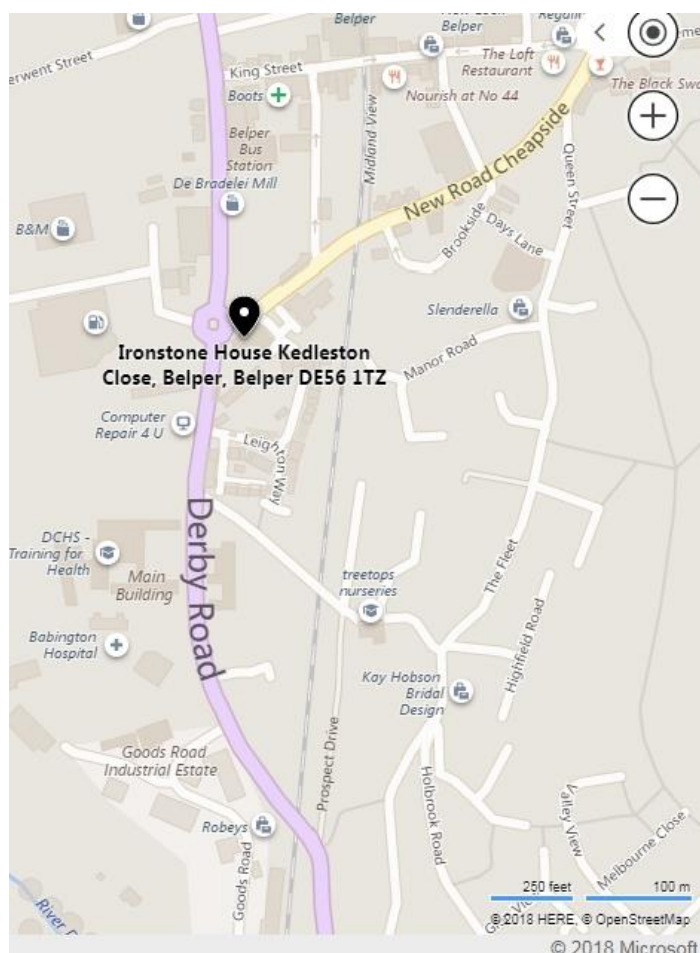 Belper
Belper
erwent Street
King Street
The Loft
Restaurant
Boots
Nourish at No 44
The Black Swa
Belper
Bus
Station
Midland View
New Road Cheapside
Queen Street
De Bradelei Mill
B&M
Brookside
Days Lane
Slenderella
Ironstone House Kedleston
Close, Belper, Belper DE56 1TZ
Manor Road
Computer
Repair 4 U
Leighton
Way
Derby Road
DCHS -
Training for
Health
Main
Building
treetops
nurseries
The Fleet
Highfield Road
Babington
Hospital
Kay Hobson
Bridal
Design
Goods Road
Industrial Estate
Prospect Drive
Holbrook Road
Valley View
Melbourne Close
Robeys
Goods Road
River
250 feet
100 m
© 2018 HERE, © OpenStreetMap
© 2018 Microsoft